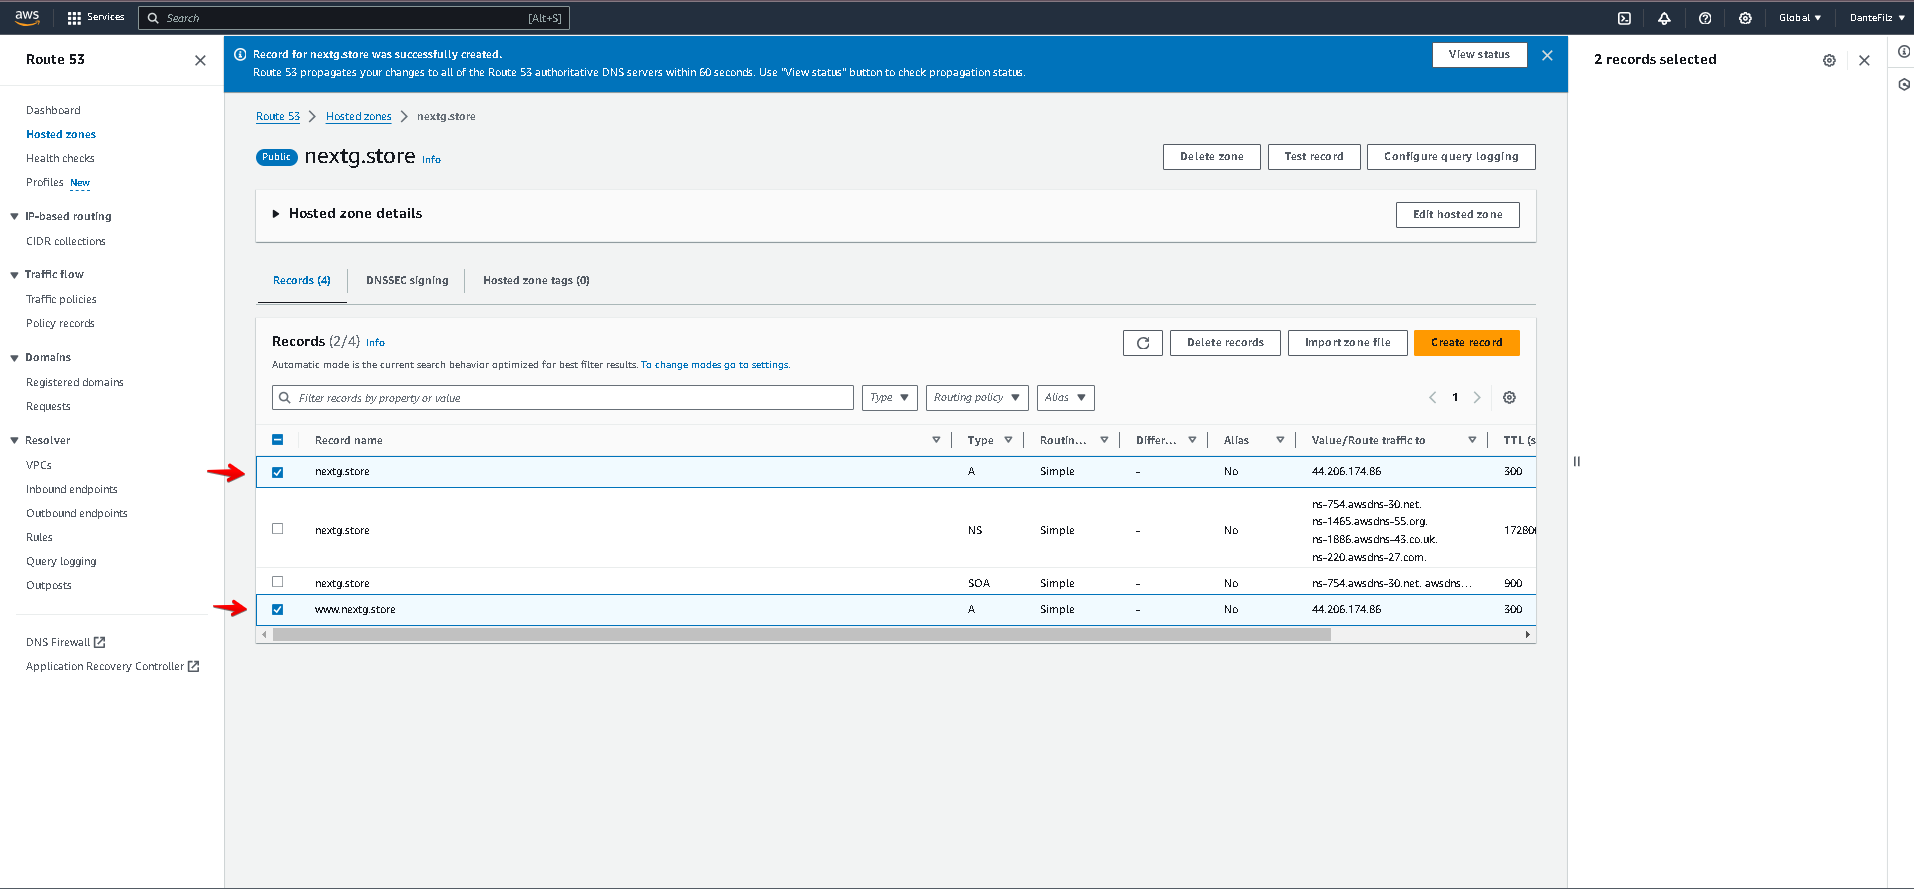 aws
Services
Search
[Alt+S]
Global
DanteFilz
Route 53
Dashboard
Hosted zones
Health checks
Profiles New
IP-based routing
CIDR collections
Traffic flow
Traffic policies
Policy records
Domains
Registered domains
Requests
Resolver
VPCs
Inbound endpoints
Outbound endpoints
Rules
Query logging
Outposts
DNS Firewall
Application Recovery Controller
Record for nextg.store was successfully created.
Route 53 propagates your changes to all of the Route 53 authoritative DNS servers within 60 seconds. Use "View status" button to check propagation status.
View status
Route 53
Hosted zones
nextg.store
Public nextg.store Info
Delete zone
Test record
Configure query logging
Hosted zone details
Edit hosted zone
Records (4)
DNSSEC signing
Hosted zone tags (0)
Records (2/4) Info
Delete records
Import zone file
Create record
Automatic mode is the current search behavior optimized for best filter results. To change modes go to settings.
Filter records by property or value
Type
Routing policy
Alias
1
Record name Type Routin... Differ... Alias Value/Route traffic to TTL (s
nextg.store A Simple - No 44.206.174.86 300
nextg.store NS Simple - No ns-754.awsdns-30.net.
ns-1465.awsdns-55.org.
ns-1886.awsdns-43.co.uk.
ns-220.awsdns-27.com.
17280
nextg.store SOA Simple - No ns-754.awsdns-30.net. awsdns... 900
www.nextg.store A Simple - No 44.206.174.86 300
2 records selected